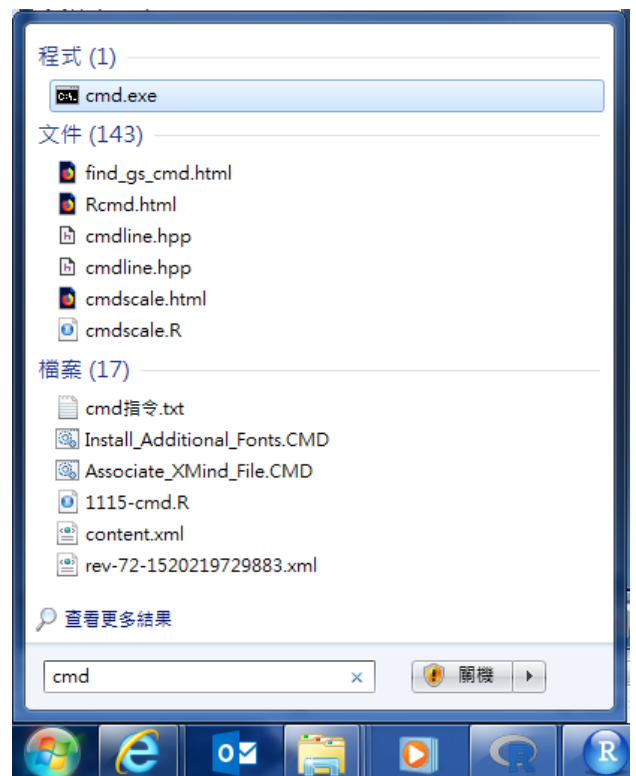 程式 (1)
cmd.exe
文件 (143)
find_gs_cmd.html
Rcmd.html
cmdline.hpp
cmdline.hpp
cmdscale.html
cmdscale.R
檔案 (17)
cmd指令.txt
Install_Additional_Fonts.CMD
Associate_XMind_File.CMD
1115-cmd.R
content.xml
rev-72-1520219729883.xml
查看更多結果
cmd
關機